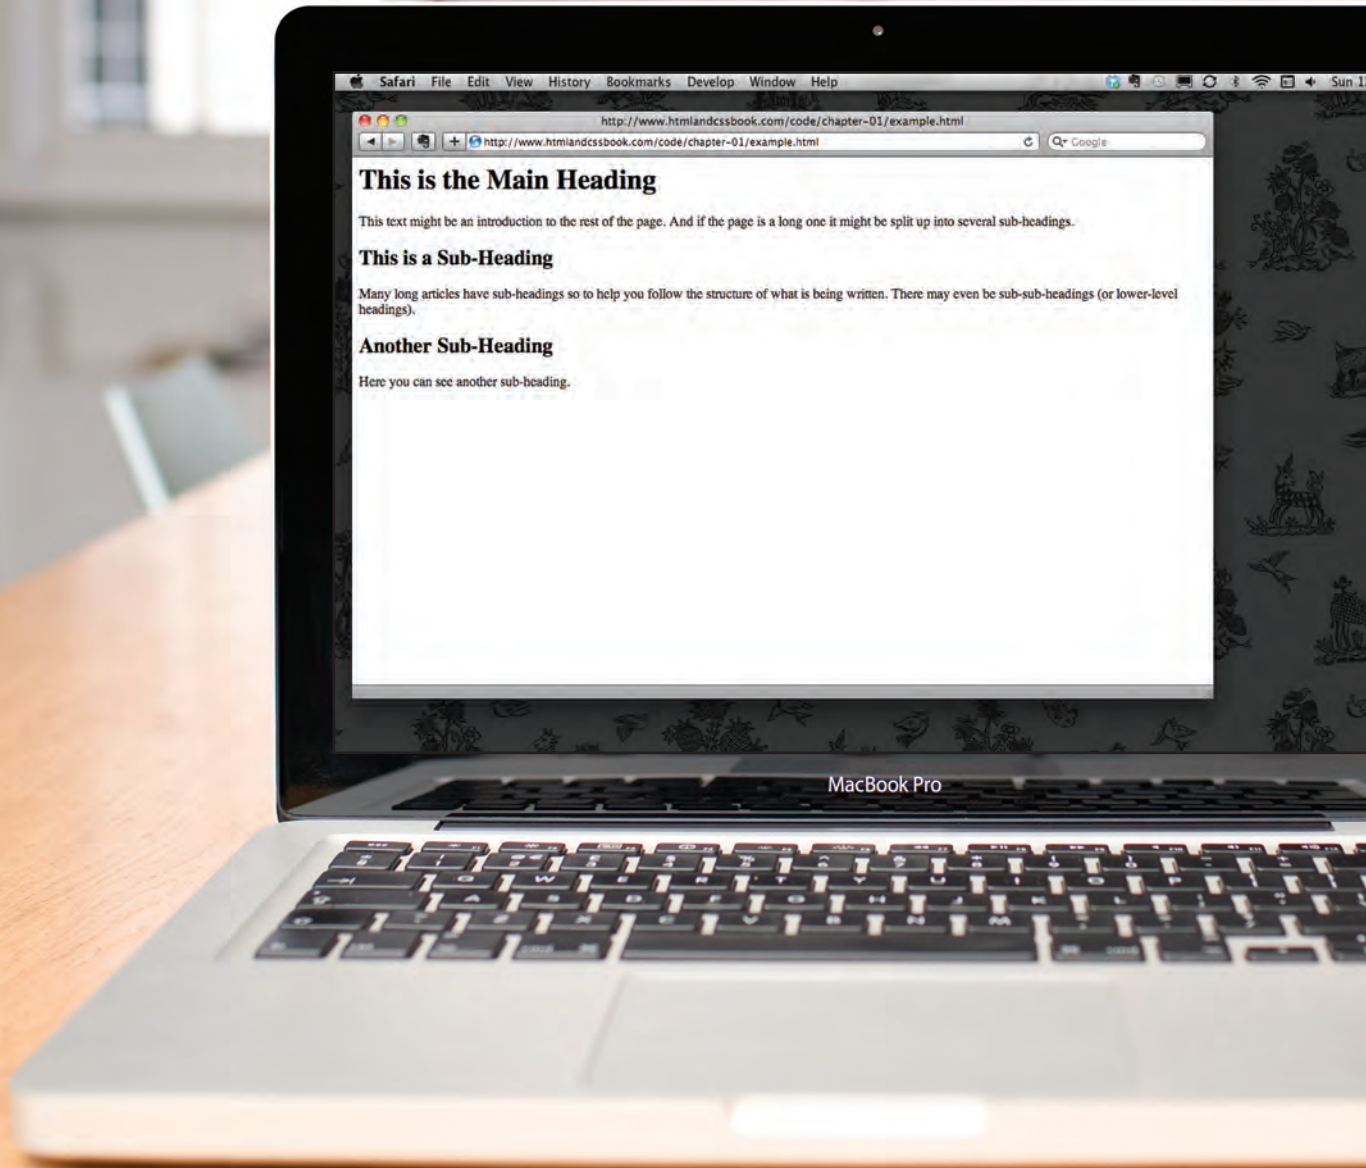 Safari File Edit View History Bookmarks Develop Window Help
Sun
http://www.htmlandcssbook.com/code/chapter-01/example.html
http://www.htmlandcssbook.com/code/chapter-01/example.html
Google
This is the Main Heading
This text might be an introduction to the rest of the page. And if the page is a long one it might be split up into several sub-headings.
This is a Sub-Heading
Many long articles have sub-headings so to help you follow the structure of what is being written. There may even be sub-sub-headings (or lower-level
headings).
Another Sub-Heading
Here you can see another sub-heading.
MacBook Pro
Q W E R T Y U I O P
A S D F G H J K L
Z X C V B N M